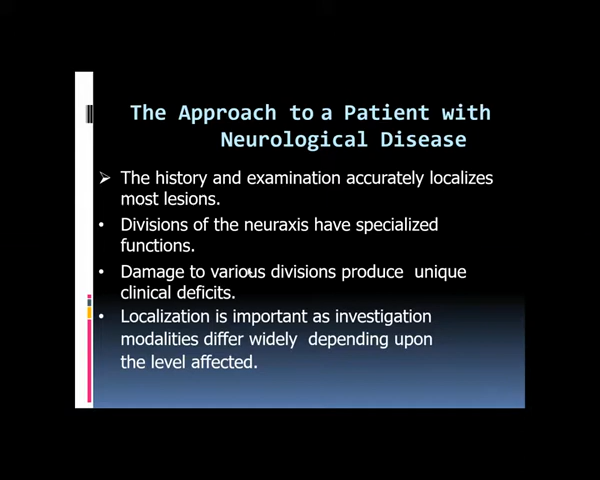 The Approach to a Patient with
Neurological Disease
➢ The history and examination accurately localizes
most lesions.
• Divisions of the neuraxis have specialized
functions.
• Damage to various divisions produce unique
clinical deficits.
• Localization is important as investigation
modalities differ widely depending upon
the level affected.